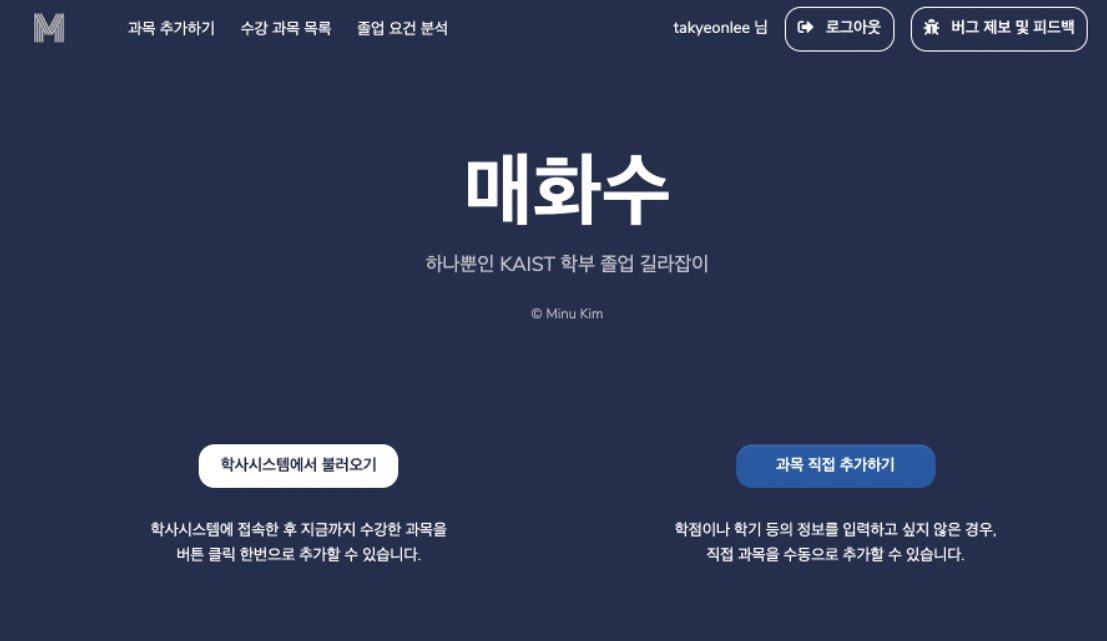 M
과목 추가하기 수강 과목 목록 졸업 요건 분석 takyeonlee 님 로그아웃 버그 제보 및 피드백
매화수
하나뿐인 KAIST 학부 졸업 길라잡이
© Minu Kim
학사시스템에서 불러오기
학사시스템에 접속한 후 지금까지 수강한 과목을
버튼 클릭 한번으로 추가할 수 있습니다.
과목 직접 추가하기
학점이나 학기 등의 정보를 입력하고 싶지 않은 경우,
직접 과목을 수동으로 추가할 수 있습니다.